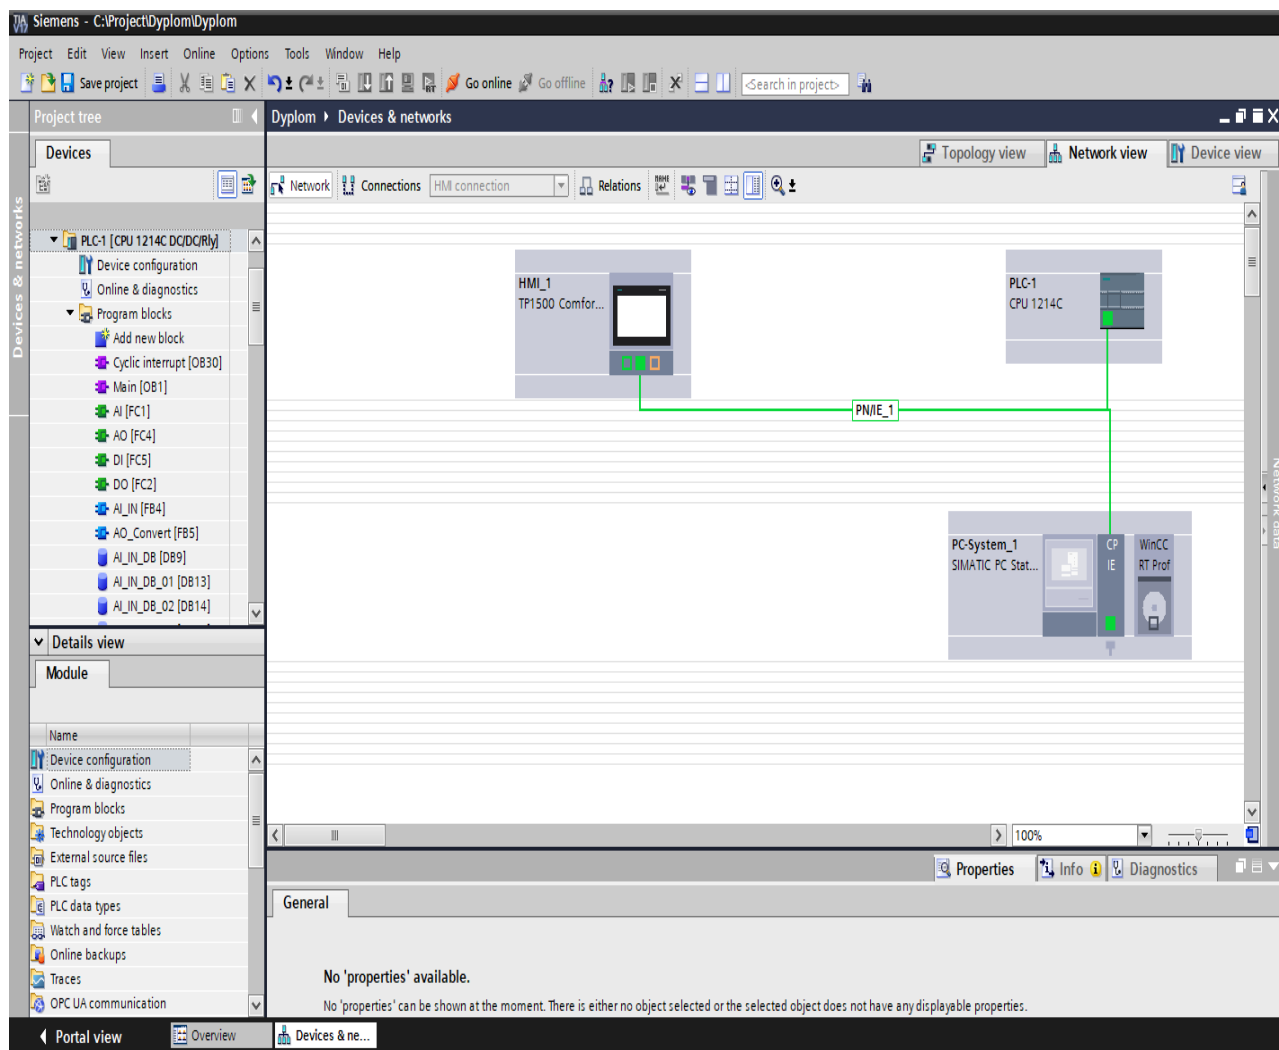 Siemens - C:\Project\Dyplom\Dyplom
Project Edit View Insert Online Options Tools Window Help
Save project Go online Go offline <Search in project>
Project tree
Dyplom Devices & networks
Devices
Topology view Network view Device view
Network Connections HMI connection Relations
Devices & networks
PLC-1 [CPU 1214C DC/DC/Rly]
Device configuration
Online & diagnostics
Program blocks
Add new block
Cyclic interrupt [OB30]
Main [OB1]
AI [FC1]
AO [FC4]
DI [FC5]
DO [FC2]
AI_IN [FB4]
AO_Convert [FB5]
AI_IN_DB [DB9]
AI_IN_DB_01 [DB13]
AI_IN_DB_02 [DB14]
HMI_1
TP1500 Comfor...
PLC-1
CPU 1214C
PN/IE_1
PC-System_1
SIMATIC PC Stat...
CP
IE
WinCC
RT Prof
Network data
Details view
Module
Name
Device configuration
Online & diagnostics
Program blocks
Technology objects
External source files
PLC tags
PLC data types
Watch and force tables
Online backups
Traces
OPC UA communication
100%
Properties Info Diagnostics
General
No 'properties' available.
No 'properties' can be shown at the moment. There is either no object selected or the selected object does not have any displayable properties.
Portal view Overview Devices & ne...